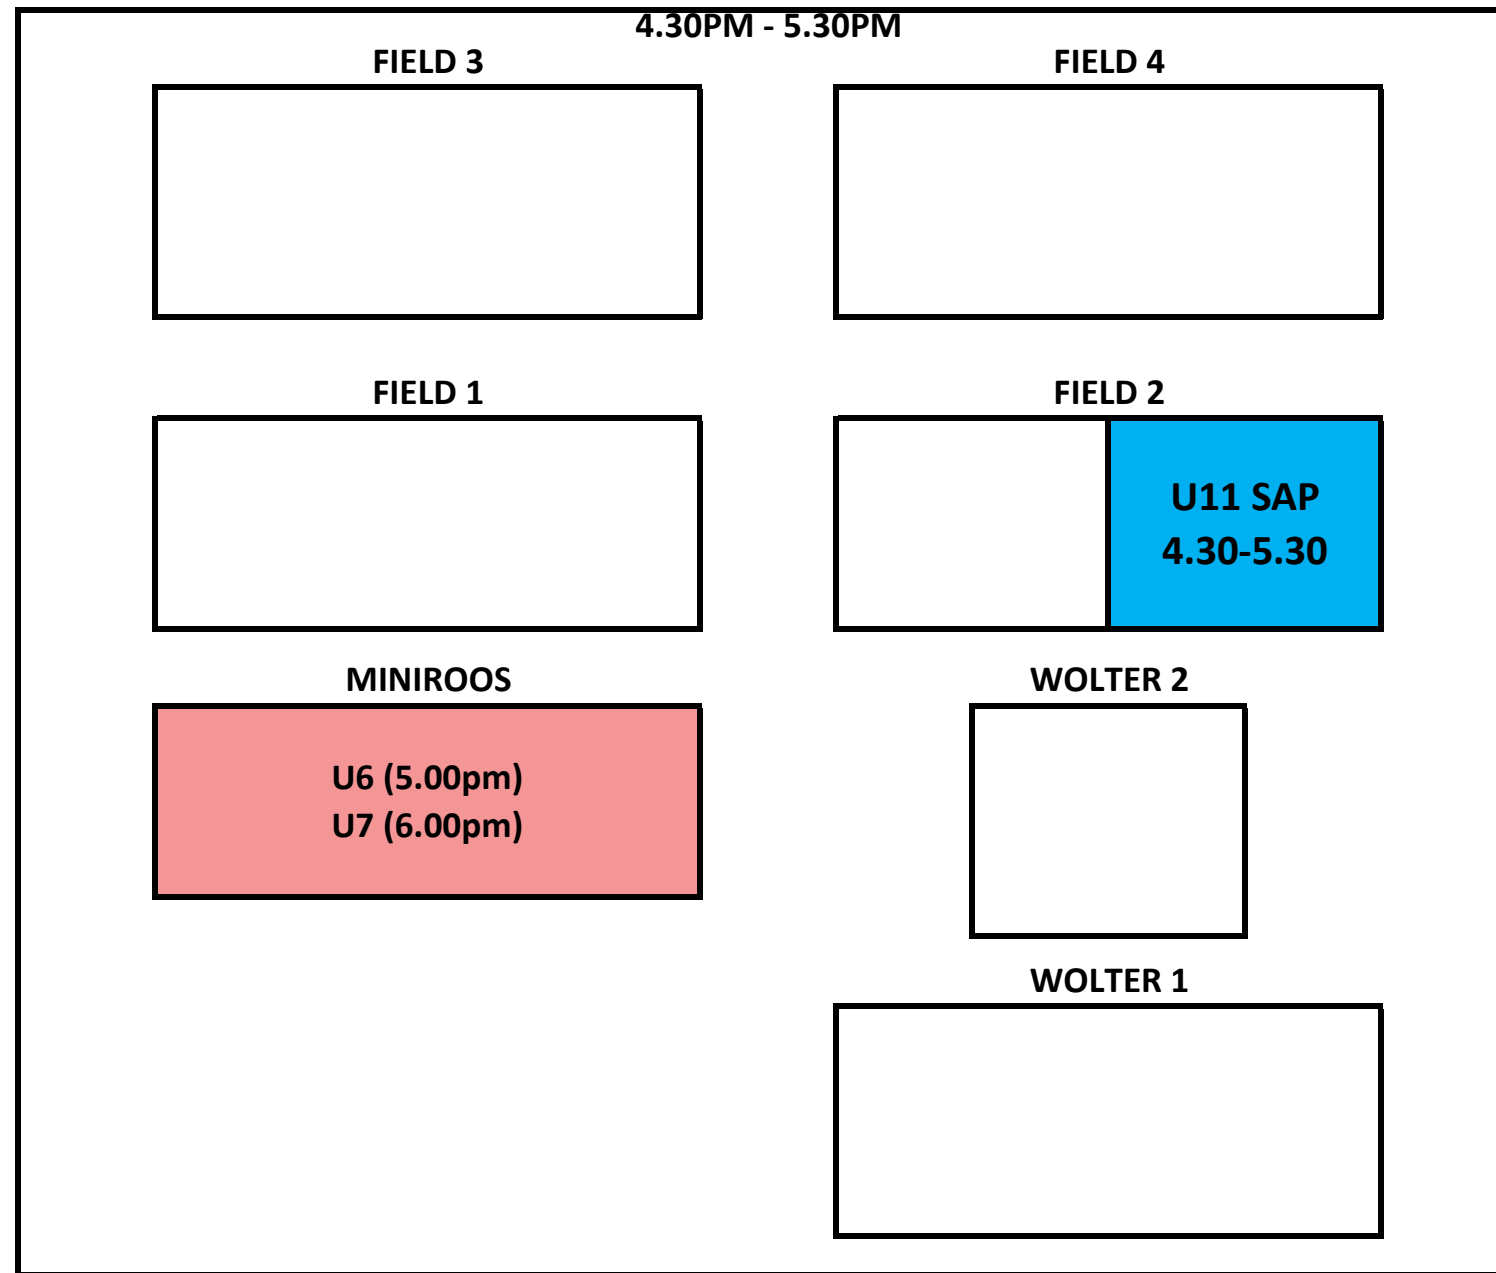 4.30PM - 5.30PM
FIELD 3
FIELD 4
FIELD 1
FIELD 2
U11 SAP
4.30-5.30
MINIROOS
WOLTER 2
U6 (5.00pm)
U7 (6.00pm)
WOLTER 1